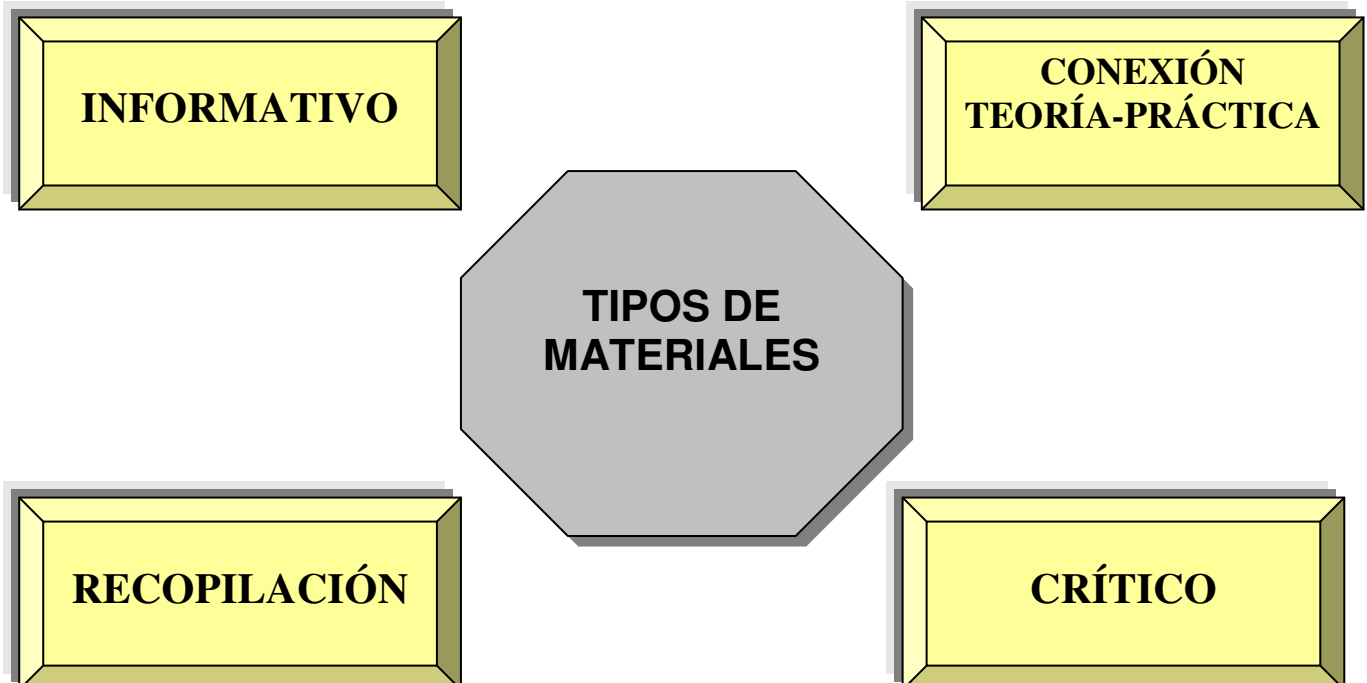 INFORMATIVO
CONEXIÓN
TEORÍA-PRÁCTICA
TIPOS DE
MATERIALES
RECOPILACIÓN
CRÍTICO